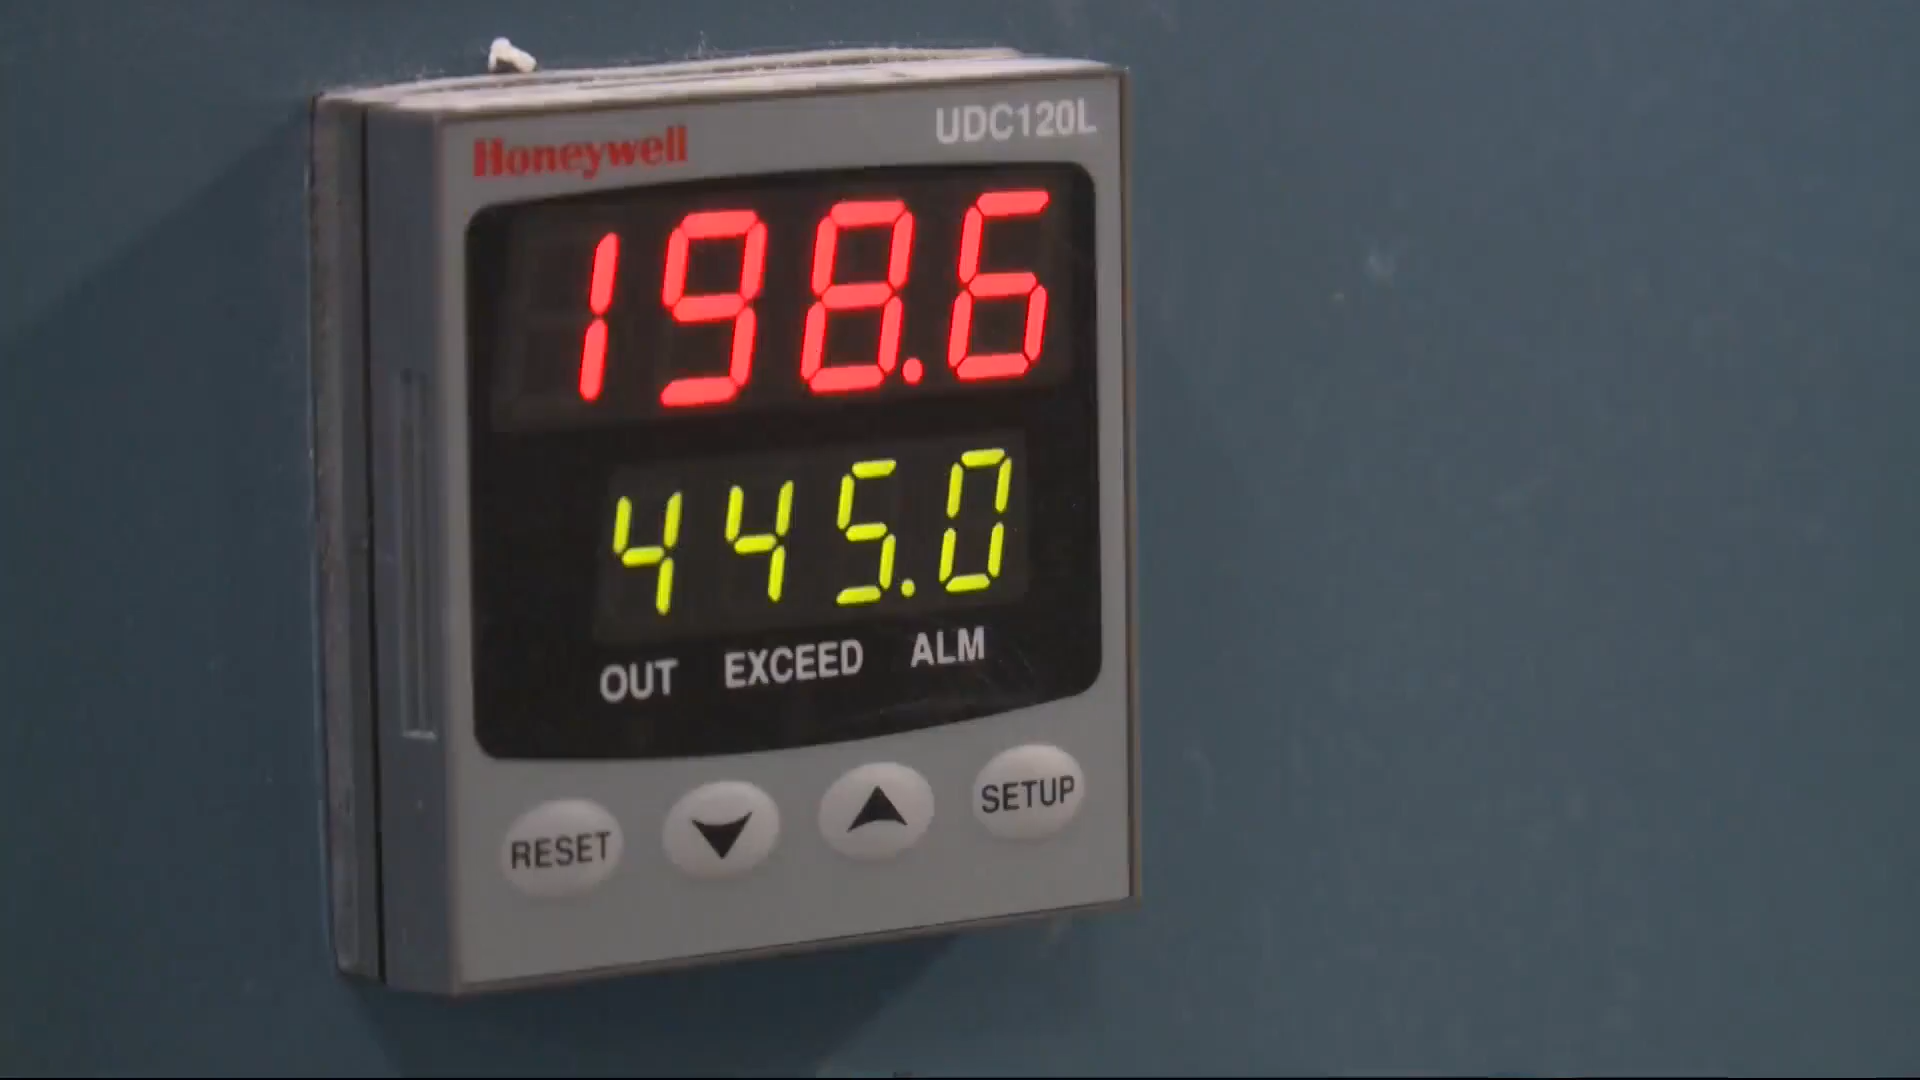 Honeywell UDC120L
198.6
445.0
OUT EXCEED ALM
RESET SETUP